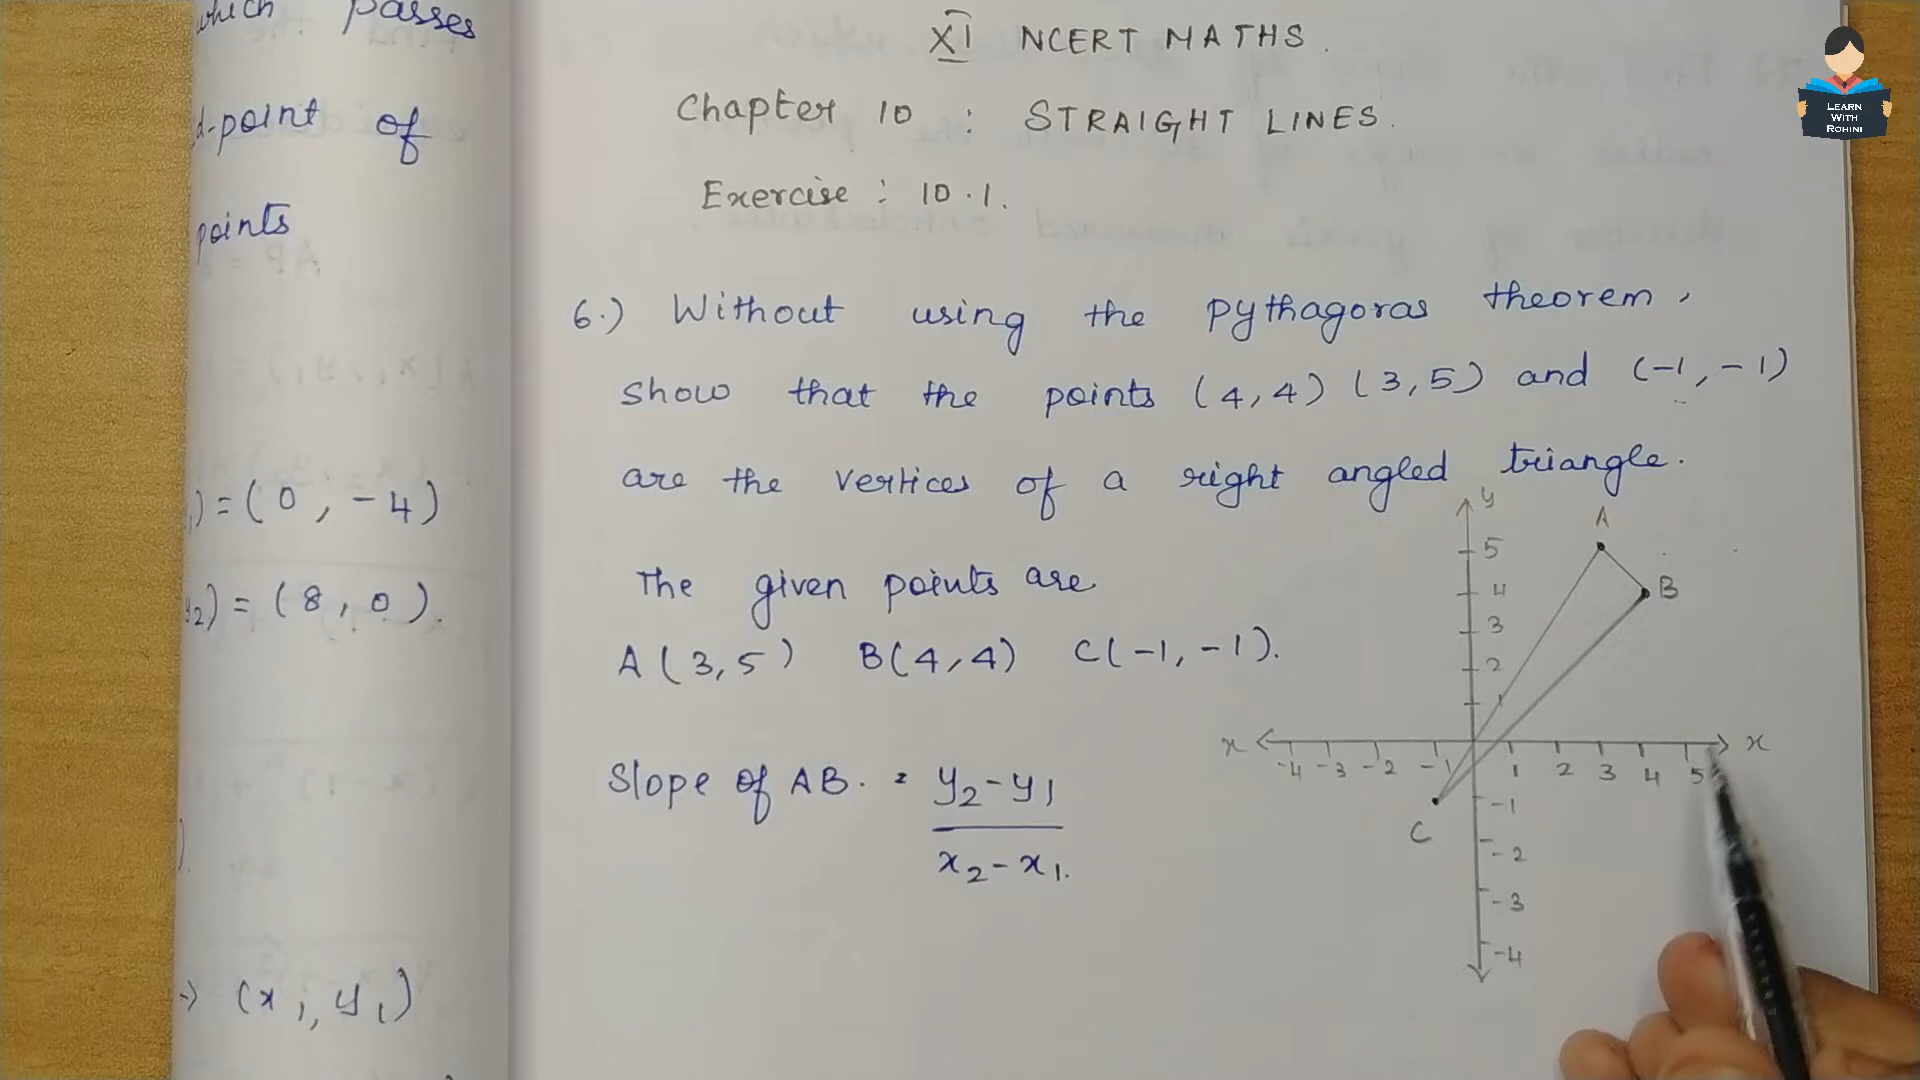 which passes
d-point of
points
) = (0, -4)
y2) = (8, 0).
-> (x1, y1)
XI NCERT MATHS.
Chapter 10 : STRAIGHT LINES.
Exercise : 10.1.
6.) Without using the pythagoras theorem,
show that the points (4,4) (3,5) and (-1,-1)
are the vertices of a right angled triangle.
The given points are
A(3,5) B(4,4) C(-1,-1).
Slope of AB. = y2-y1
x2-x1.
y
A
5
4 B
3
2
1
x x
-4 -3 -2 -1 1 2 3 4 5
-1
C
-2
-3
-4
LEARN
WITH
ROHINI